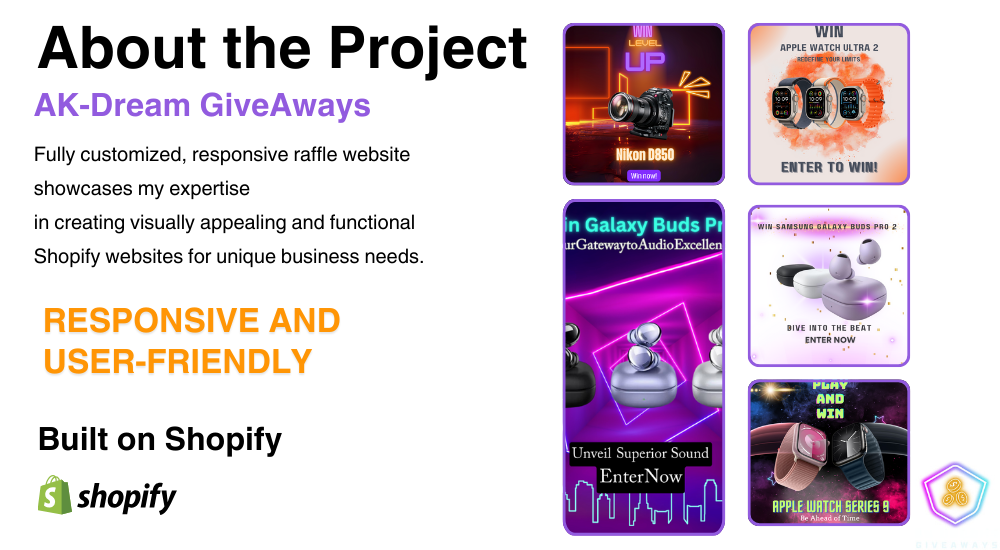 About the Project
AK-Dream GiveAways
Fully customized, responsive raffle website
showcases my expertise
in creating visually appealing and functional
Shopify websites for unique business needs.
RESPONSIVE AND
USER-FRIENDLY
Built on Shopify
shopify
WIN
LEVEL
UP
Nikon D850
Win now!
WIN
APPLE WATCH ULTRA 2
REDEFINE YOUR LIMITS
ENTER TO WIN!
in Galaxy Buds Pr
urGatewaytoAudioExcellen
Unveil Superior Sound
EnterNow
WIN SAMSUNG GALAXY BUDS PRO 2
DIVE INTO THE BEAT
ENTER NOW
PLAY
AND
WIN
APPLE WATCH SERIES 9
Be Ahead of Time
GIVEAWAYS